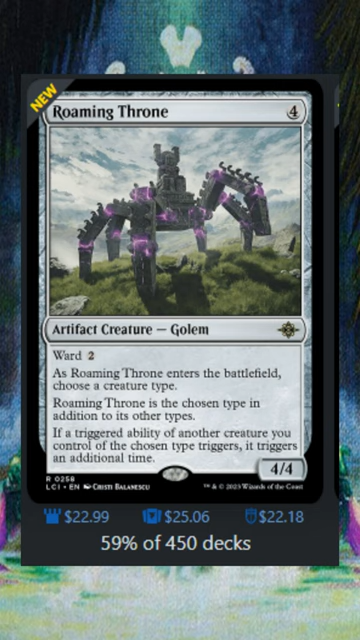 NEW
Roaming Throne 4
Artifact Creature — Golem
Ward 2
As Roaming Throne enters the battlefield,
choose a creature type.
Roaming Throne is the chosen type in
addition to its other types.
If a triggered ability of another creature you
control of the chosen type triggers, it triggers
an additional time.
4/4
R 0258
LCI • EN Cristi Balanescu
™ & © 2023 Wizards of the Coast
$22.99 $25.06 $22.18
59% of 450 decks